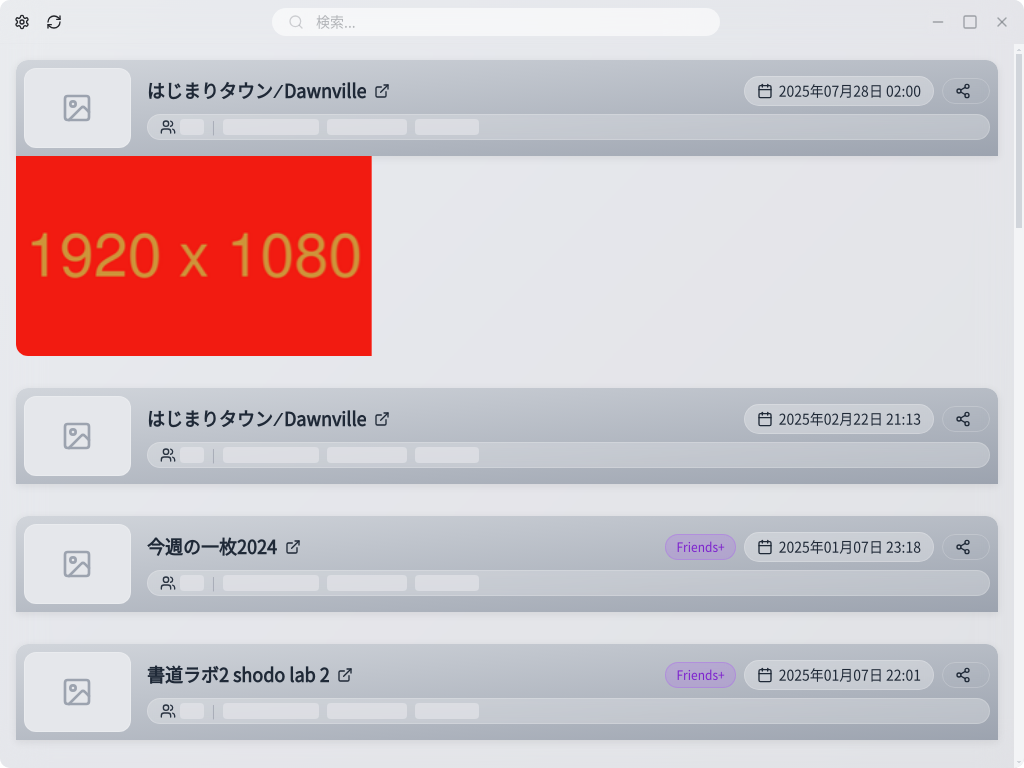 検索...
はじまりタウン⁄Dawnville
2025年07月28日 02:00
1920 x 1080
はじまりタウン⁄Dawnville
2025年02月22日 21:13
今週の一枚2024
Friends+
2025年01月07日 23:18
書道ラボ2 shodo lab 2
Friends+
2025年01月07日 22:01